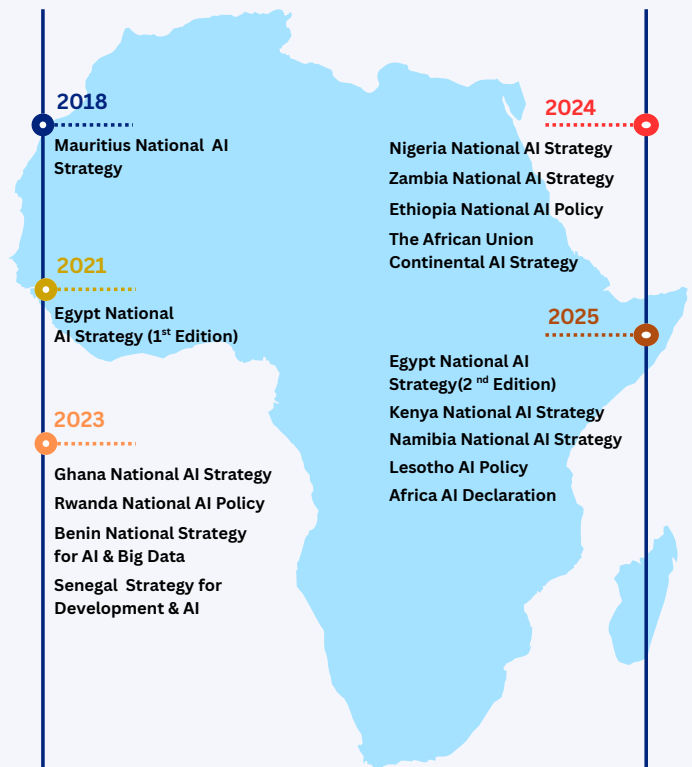 2018
Mauritius National AI
Strategy
2021
Egypt National
AI Strategy (1st Edition)
2023
Ghana National AI Strategy
Rwanda National AI Policy
Benin National Strategy
for AI & Big Data
Senegal Strategy for
Development & AI
2024
Nigeria National AI Strategy
Zambia National AI Strategy
Ethiopia National AI Policy
The African Union
Continental AI Strategy
2025
Egypt National AI
Strategy(2 nd Edition)
Kenya National AI Strategy
Namibia National AI Strategy
Lesotho AI Policy
Africa AI Declaration